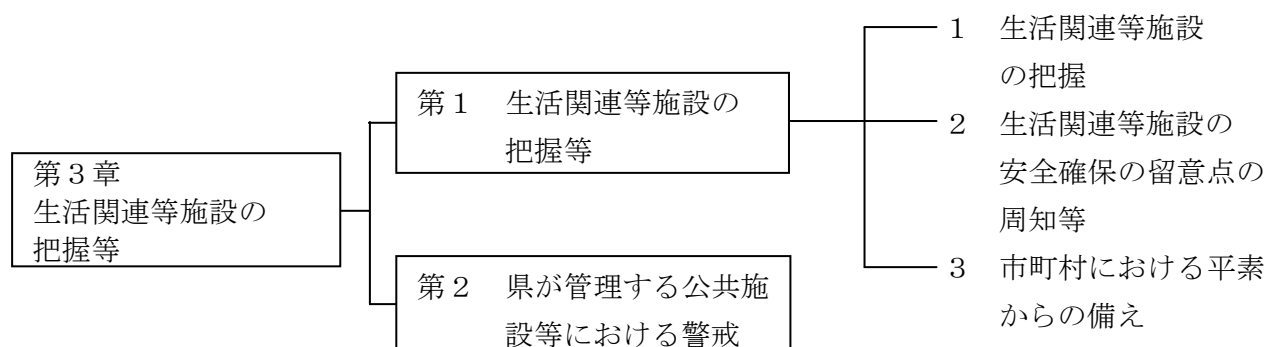 第３章
生活関連等施設の
把握等
第１　生活関連等施設の
把握等
第２　県が管理する公共施
設等における警戒
１　生活関連等施設
の把握
２　生活関連等施設の
安全確保の留意点の
周知等
３　市町村における平素
からの備え